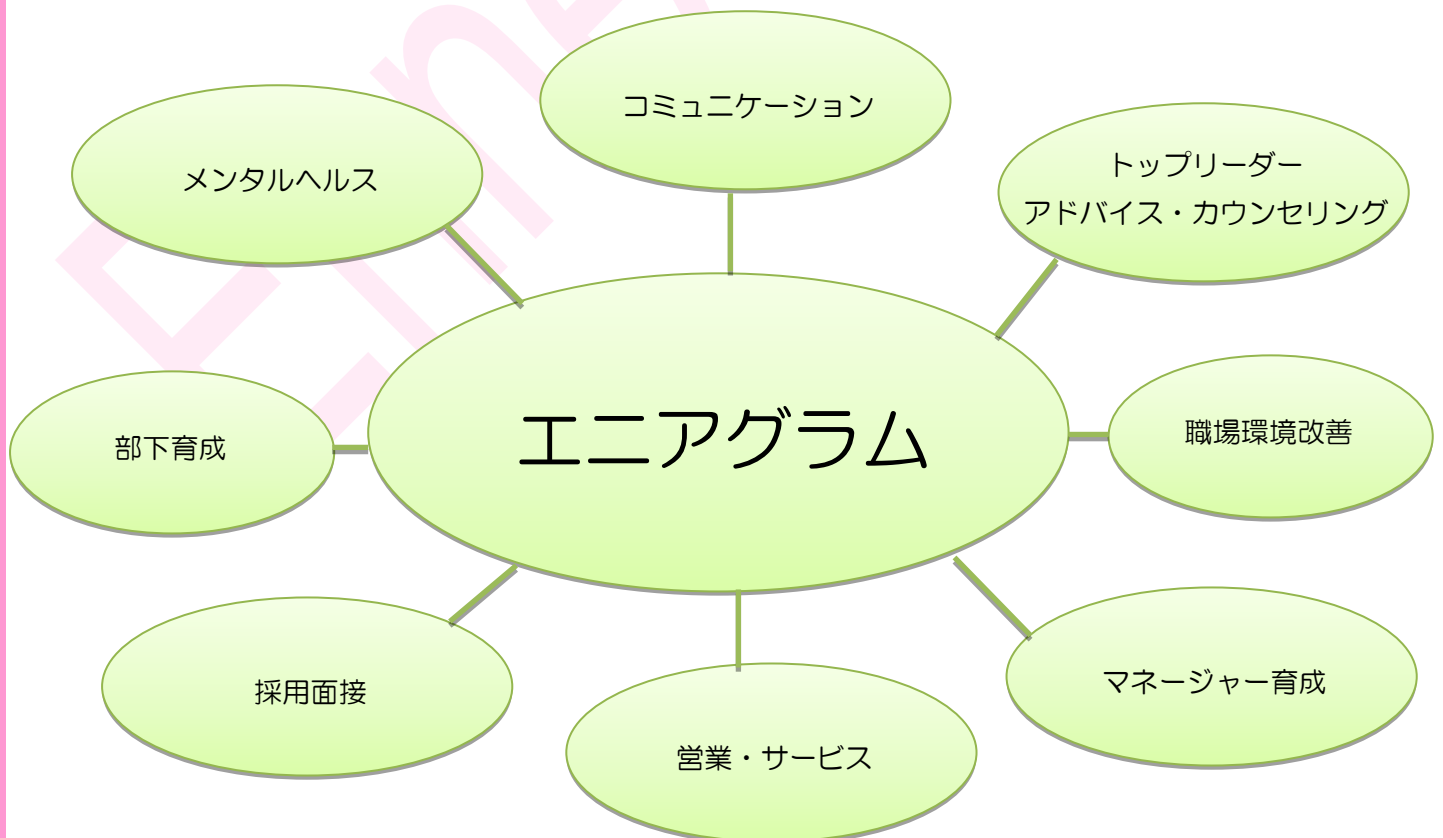 コミュニケーション
メンタルヘルス
トップリーダー
アドバイス・カウンセリング
エニアグラム
職場環境改善
部下育成
マネージャー育成
採用面接
営業・サービス